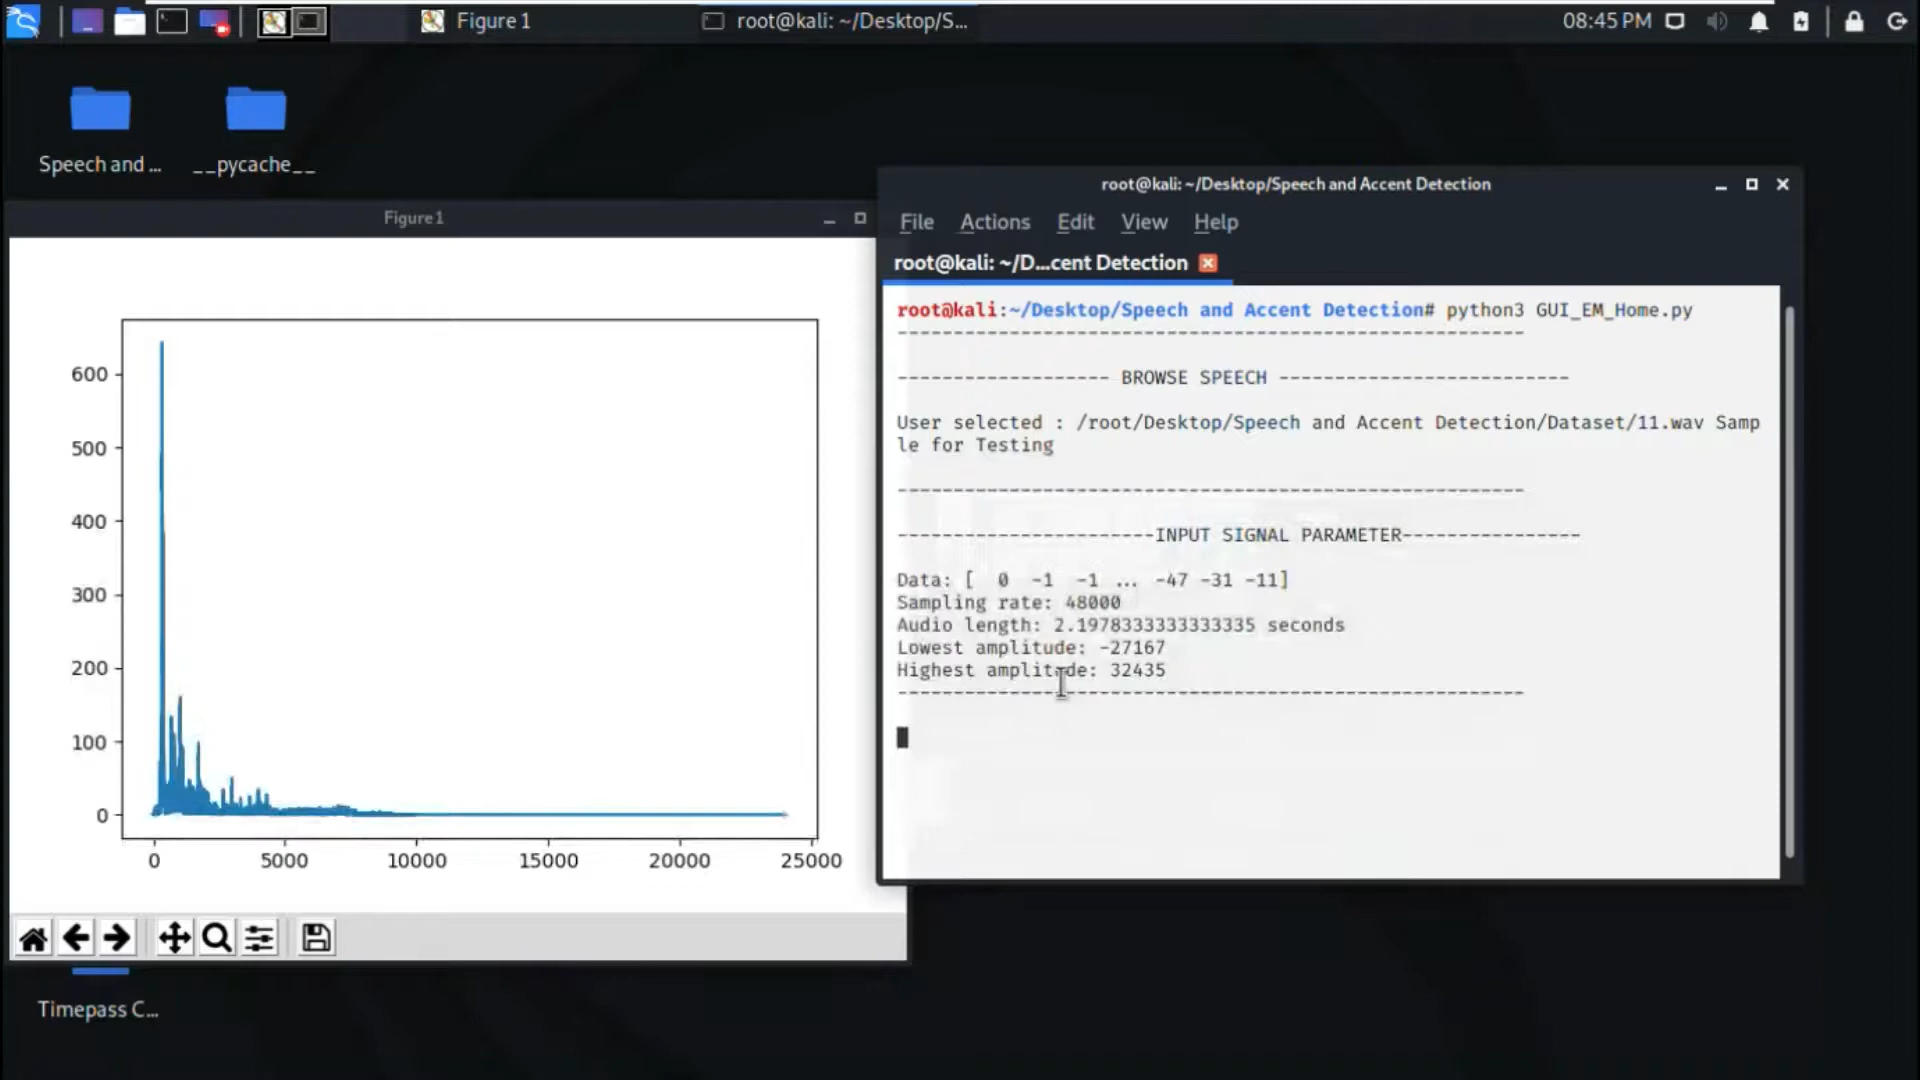 Figure 1
root@kali: ~/Desktop/S...
08:45 PM
Speech and ...
__pycache__
Figure 1
600
500
400
300
200
100
0
0 5000 10000 15000 20000 25000
Timepass C...
root@kali: ~/Desktop/Speech and Accent Detection
File Actions Edit View Help
root@kali: ~/D...cent Detection
root@kali:~/Desktop/Speech and Accent Detection# python3 GUI_EM_Home.py
--------------------------------------------------------
------------------- BROWSE SPEECH --------------------------
User selected : /root/Desktop/Speech and Accent Detection/Dataset/11.wav Samp
le for Testing
--------------------------------------------------------
-----------------------INPUT SIGNAL PARAMETER----------------
Data: [  0  -1  -1 ... -47 -31 -11]
Sampling rate: 48000
Audio length: 2.1978333333333335 seconds
Lowest amplitude: -27167
Highest amplitude: 32435
--------------------------------------------------------